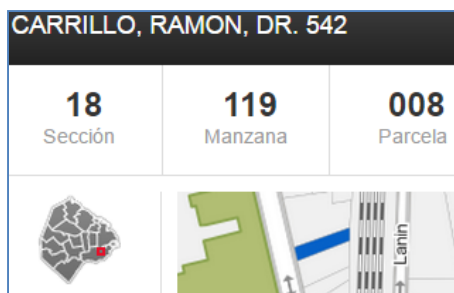 CARRILLO, RAMON, DR. 542
18 119 008
Sección Manzana Parcela
Lanin